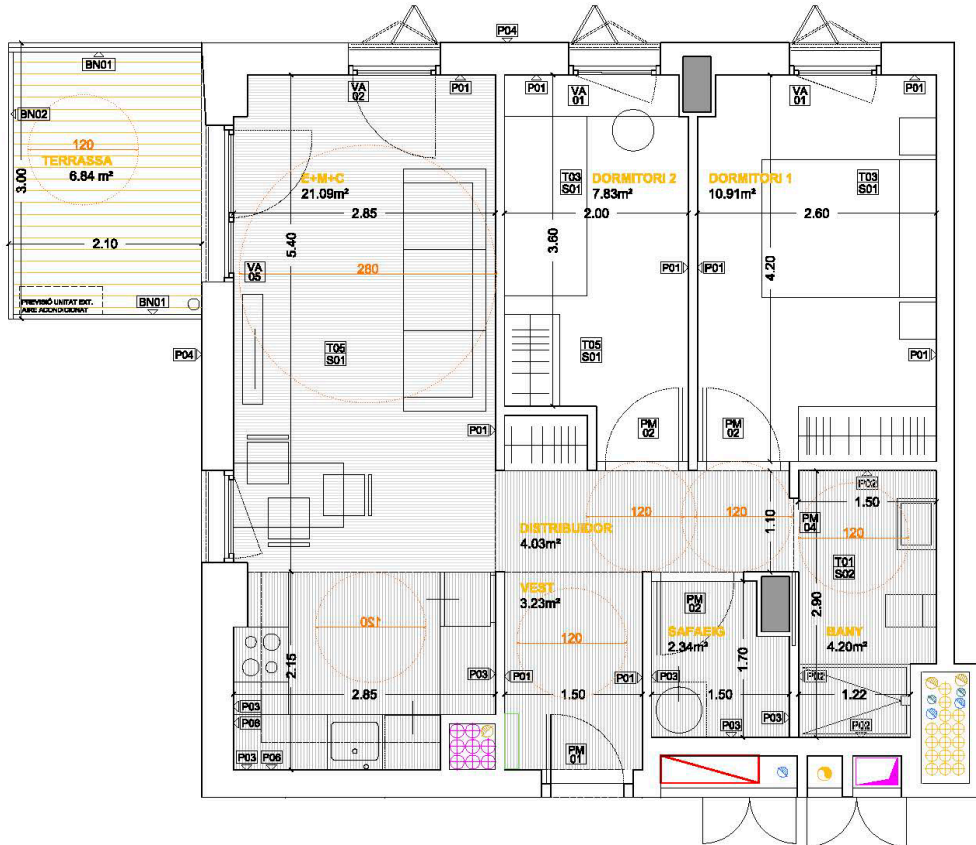 P04
BN01
BN02
120
TERRASSA
6.84 m²
3.00
2.10
BN01
PREVISIÓ UNITAT EXT.
AIRE ACONDICIONAT
P04
VA
02
P01
E+M+C
21.09m²
2.85
5.40
280
VA
05
T05
S01
P01
P01
VA
01
T03
S01
DORMITORI 2
7.83m²
2.00
3.60
P01
T05
S01
PM
02
VA
01
P01
DORMITORI 1
10.91m²
T03
S01
2.60
4.20
P01
P01
PM
02
120
120
DISTRIBUIDOR
4.03m²
1.10
P02
1.50
PM
04
120
T01
S02
2.90
BANY
4.20m²
P02
1.22
P02
120
2.15
2.85
P03
P03
P08
P03
P06
VEST.
3.23m²
120
P01
P01
1.50
PM
01
PM
02
SAFAEIG
2.34m²
1.70
P03
1.50
P03
P03